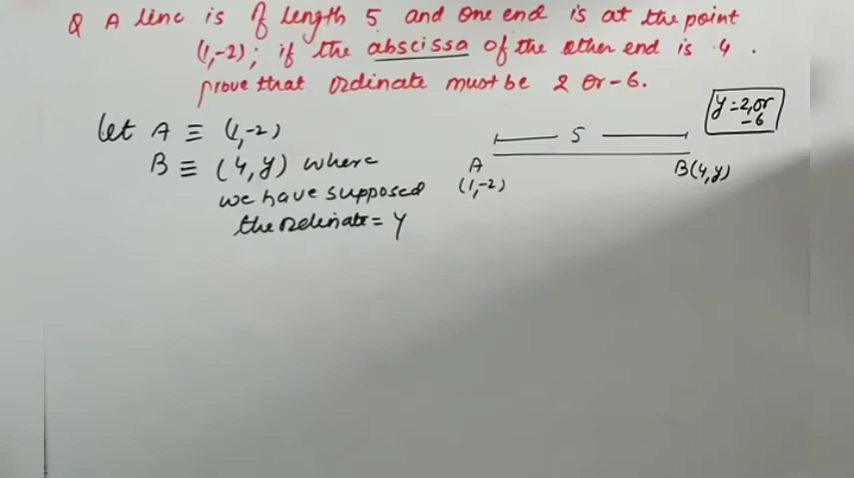 Q A line is of length 5 and one end is at the point
(1,-2); if the abscissa of the other end is 4.
prove that ordinate must be 2 or -6.
y = 2, or
-6
let A ≡ (1,-2)
B ≡ (4,y) where
we have supposed
the ordinate = y
5
A
(1,-2)
B(4,y)